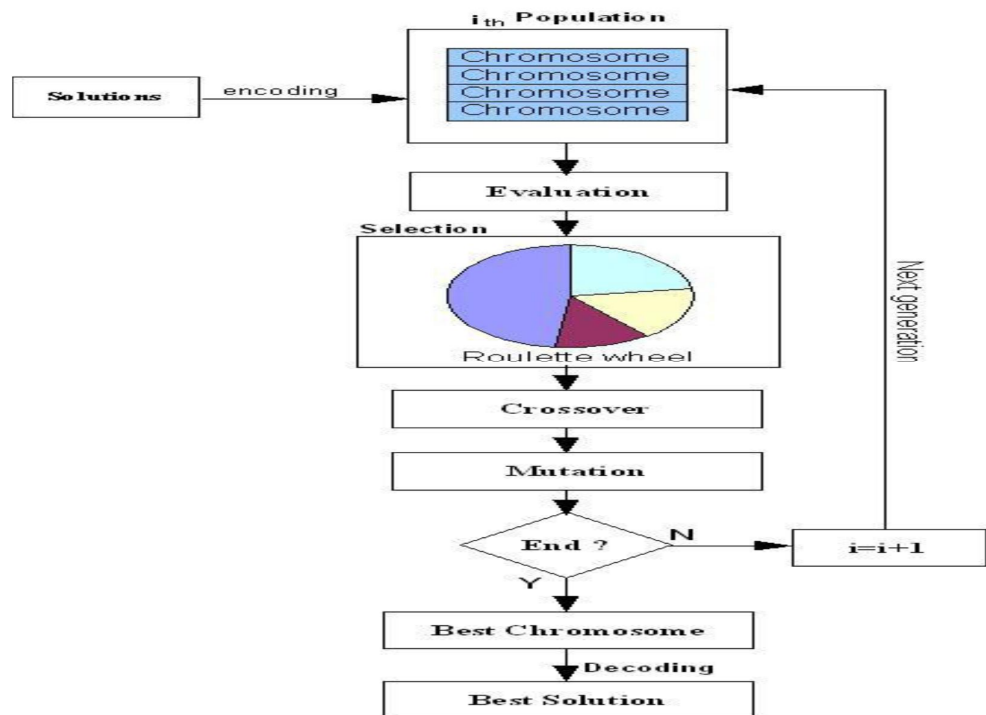 i th Population
Chromosome
Chromosome
Chromosome
Chromosome
Solutions
encoding
Evaluation
Selection
Roulette wheel
Next generation
Crossover
Mutation
End ?
N
i=i+1
Y
Best Chromosome
Decoding
Best Solution